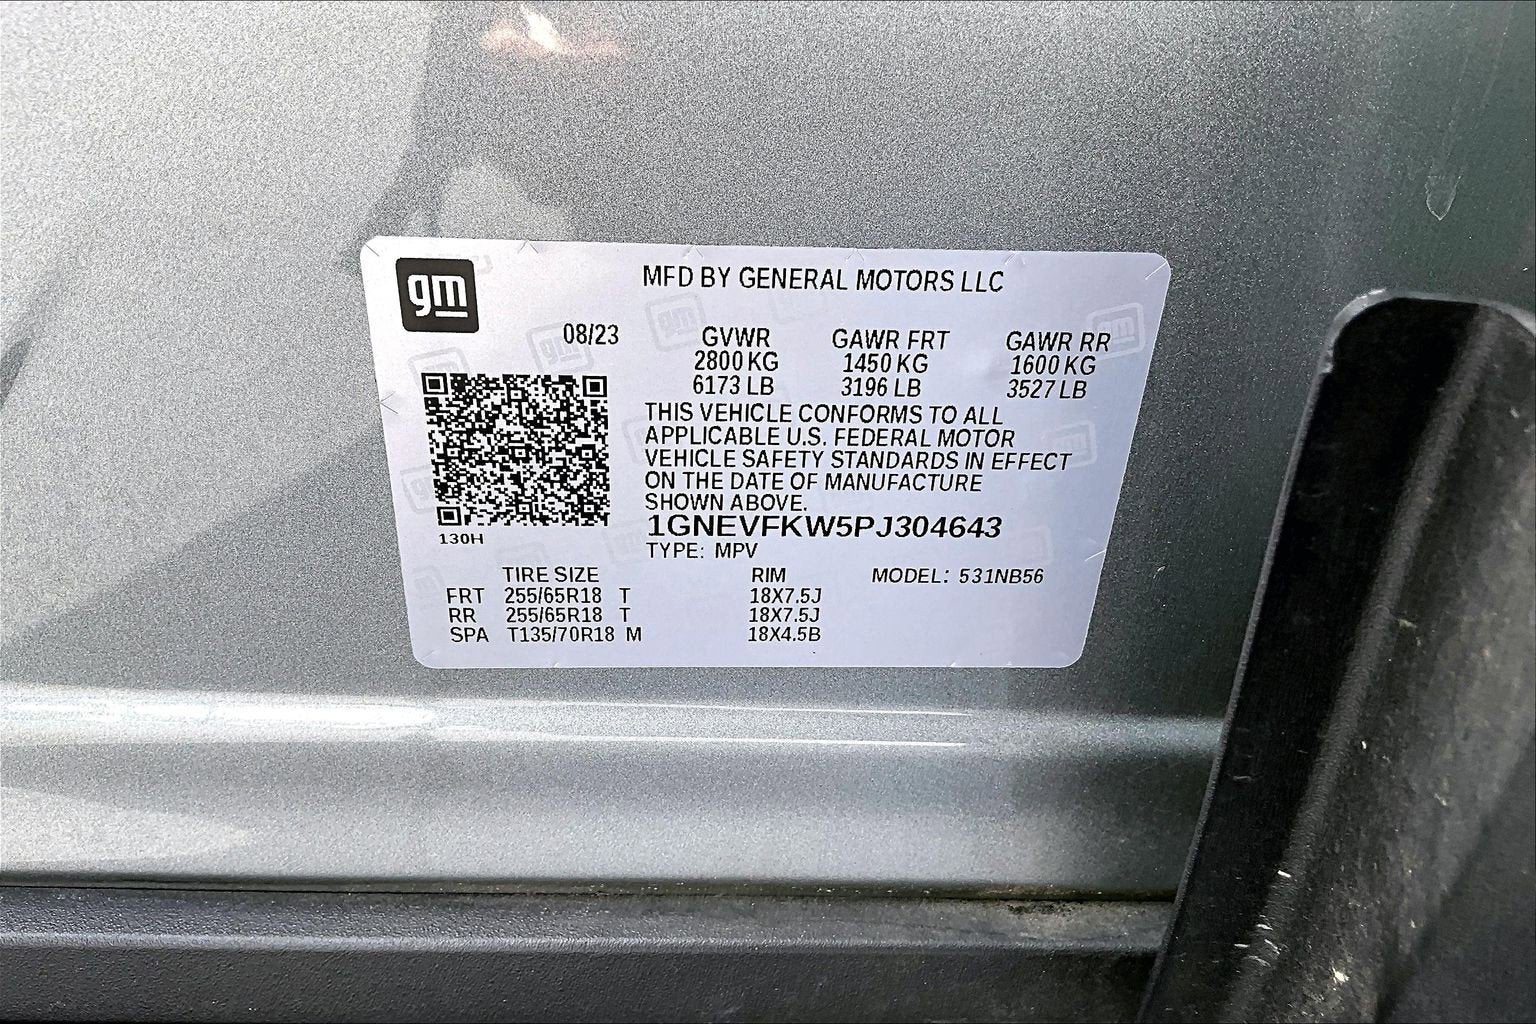 gm
MFD BY GENERAL MOTORS LLC
08/23 GVWR GAWR FRT GAWR RR
2800 KG 1450 KG 1600 KG
6173 LB 3196 LB 3527 LB
THIS VEHICLE CONFORMS TO ALL
APPLICABLE U.S. FEDERAL MOTOR
VEHICLE SAFETY STANDARDS IN EFFECT
ON THE DATE OF MANUFACTURE
SHOWN ABOVE.
1GNEVFKW5PJ304643
130H
TYPE: MPV
TIRE SIZE RIM MODEL: 531NB56
FRT 255/65R18 T 18X7.5J
RR 255/65R18 T 18X7.5J
SPA T135/70R18 M 18X4.5B